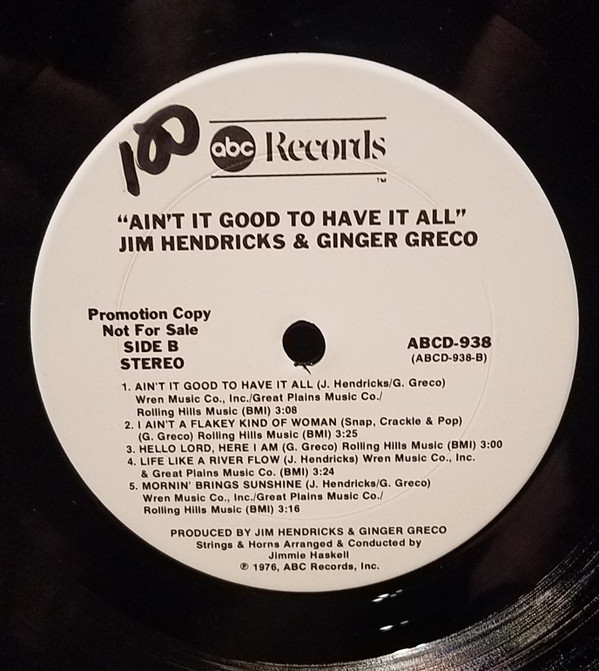 100
abc Records
™
"AIN'T IT GOOD TO HAVE IT ALL"
JIM HENDRICKS & GINGER GRECO
Promotion Copy
Not For Sale
SIDE B
STEREO
ABCD-938
(ABCD-938-B)
1. AIN'T IT GOOD TO HAVE IT ALL (J. Hendricks/G. Greco)
Wren Music Co., Inc./Great Plains Music Co./
Rolling Hills Music (BMI) 3:08
2. I AIN'T A FLAKEY KIND OF WOMAN (Snap, Crackle & Pop)
(G. Greco) Rolling Hills Music (BMI) 3:25
3. HELLO LORD, HERE I AM (G. Greco) Rolling Hills Music (BMI) 3:00
4. LIFE LIKE A RIVER FLOW (J. Hendricks) Wren Music Co., Inc.
& Great Plains Music Co. (BMI) 3:24
5. MORNIN' BRINGS SUNSHINE (J. Hendricks/G. Greco)
Wren Music Co., Inc./Great Plains Music Co./
Rolling Hills Music (BMI) 3:16
PRODUCED BY JIM HENDRICKS & GINGER GRECO
Strings & Horns Arranged & Conducted by
Jimmie Haskell
℗ 1976, ABC Records, Inc.